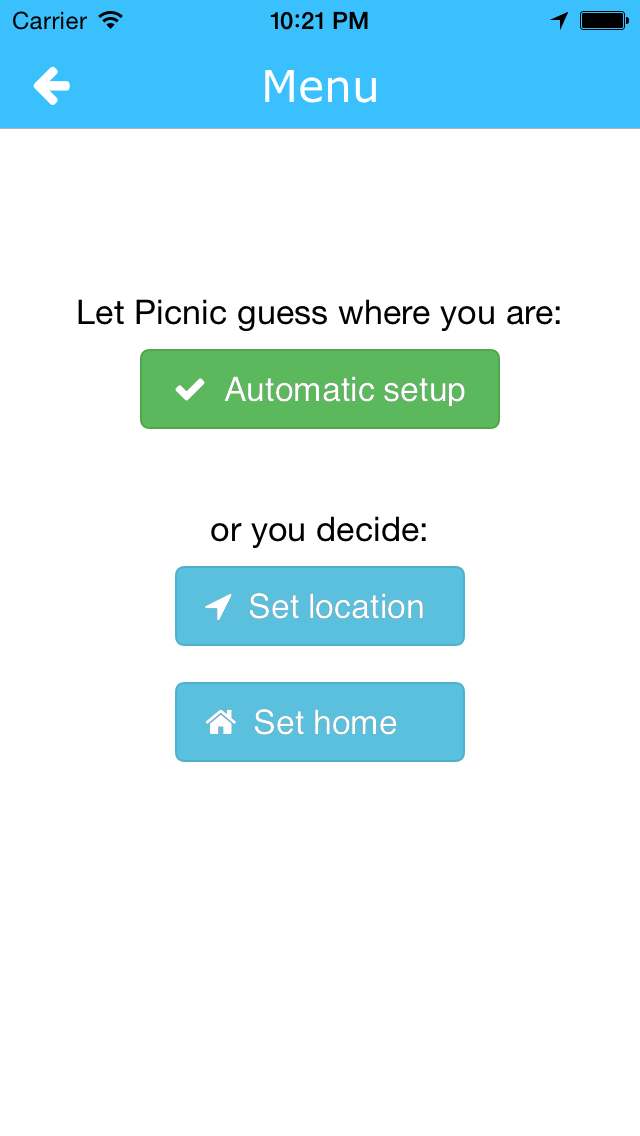 Carrier 10:21 PM
Menu
Let Picnic guess where you are:
Automatic setup
or you decide:
Set location
Set home